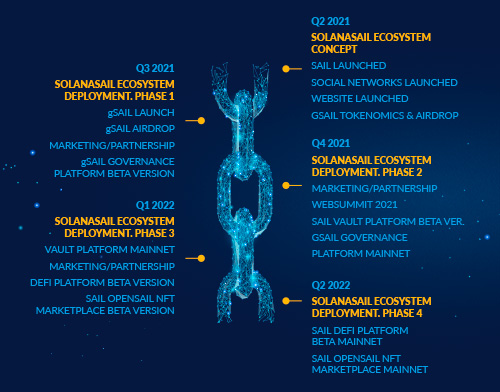 Q2 2021
SOLANASAIL ECOSYSTEM
CONCEPT
SAIL LAUNCHED
SOCIAL NETWORKS LAUNCHED
WEBSITE LAUNCHED
GSAIL TOKENOMICS & AIRDROP
Q3 2021
SOLANASAIL ECOSYSTEM
DEPLOYMENT. PHASE 1
gSAIL LAUNCH
gSAIL AIRDROP
MARKETING/PARTNERSHIP
gSAIL GOVERNANCE
PLATFORM BETA VERSION
Q4 2021
SOLANASAIL ECOSYSTEM
DEPLOYMENT. PHASE 2
MARKETING/PARTNERSHIP
WEBSUMMIT 2021
SAIL VAULT PLATFORM BETA VER.
GSAIL GOVERNANCE
PLATFORM MAINNET
Q1 2022
SOLANASAIL ECOSYSTEM
DEPLOYMENT. PHASE 3
VAULT PLATFORM MAINNET
MARKETING/PARTNERSHIP
DEFI PLATFORM BETA VERSION
SAIL OPENSAIL NFT
MARKETPLACE BETA VERSION
Q2 2022
SOLANASAIL ECOSYSTEM
DEPLOYMENT. PHASE 4
SAIL DEFI PLATFORM
BETA MAINNET
SAIL OPENSAIL NFT
MARKETPLACE MAINNET